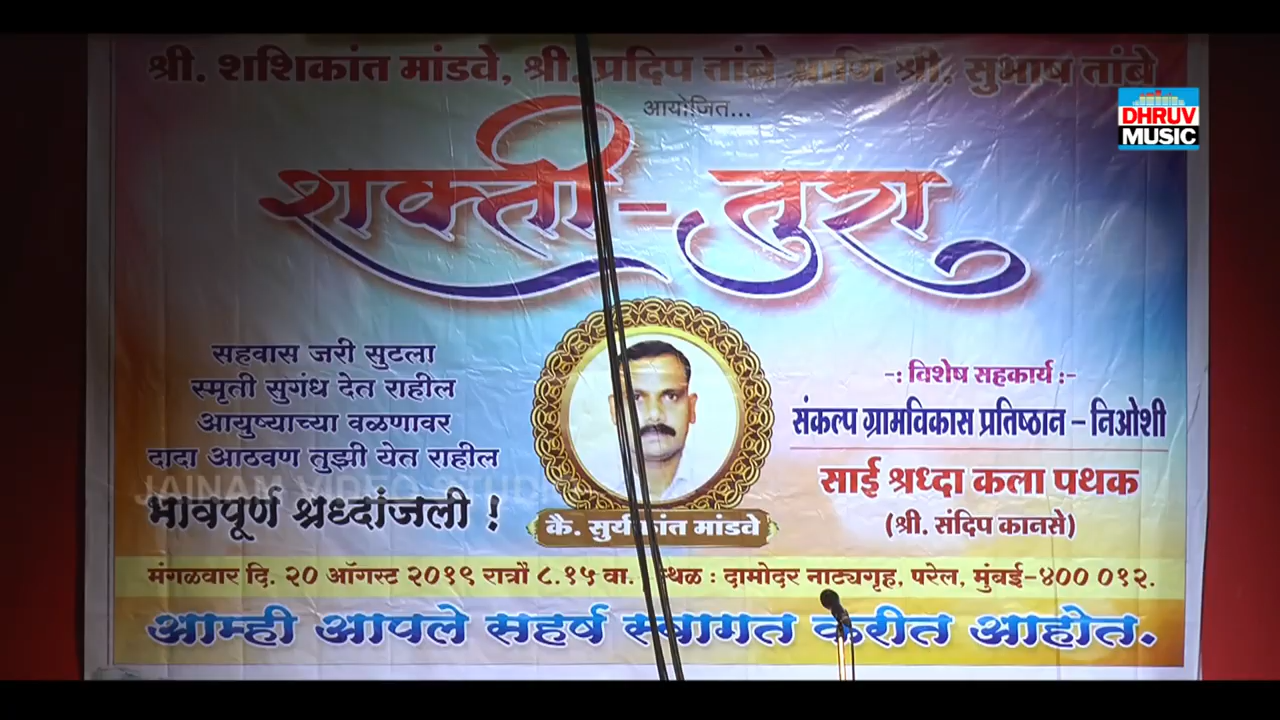 श्री. शशिकांत मांडवे, श्री. प्रदिप तांबे आणि श्री. सुभाष तांबे
आयोजित...
DHRUV
MUSIC
शक्ती-तुरा
सहवास जरी सुटला
स्मृती सुगंध देत राहील
आयुष्याच्या वळणावर
दादा आठवण तुझी येत राहील
JAINAM VIDEO
भावपूर्ण श्रध्दांजली !
कै. सुर्यकांत मांडवे
-: विशेष सहकार्य :-
संकल्प ग्रामविकास प्रतिष्ठान – निओशी
साई श्रध्दा कला पथक
(श्री. संदिप कानसे)
मंगळवार दि. २० ऑगस्ट २०१९ रात्रौ ८.१५ वा. स्थळ : दामोदर नाट्यगृह, परेल, मुंबई-४०० ०१२.
आम्ही आपले सहर्ष स्वागत करीत आहोत.